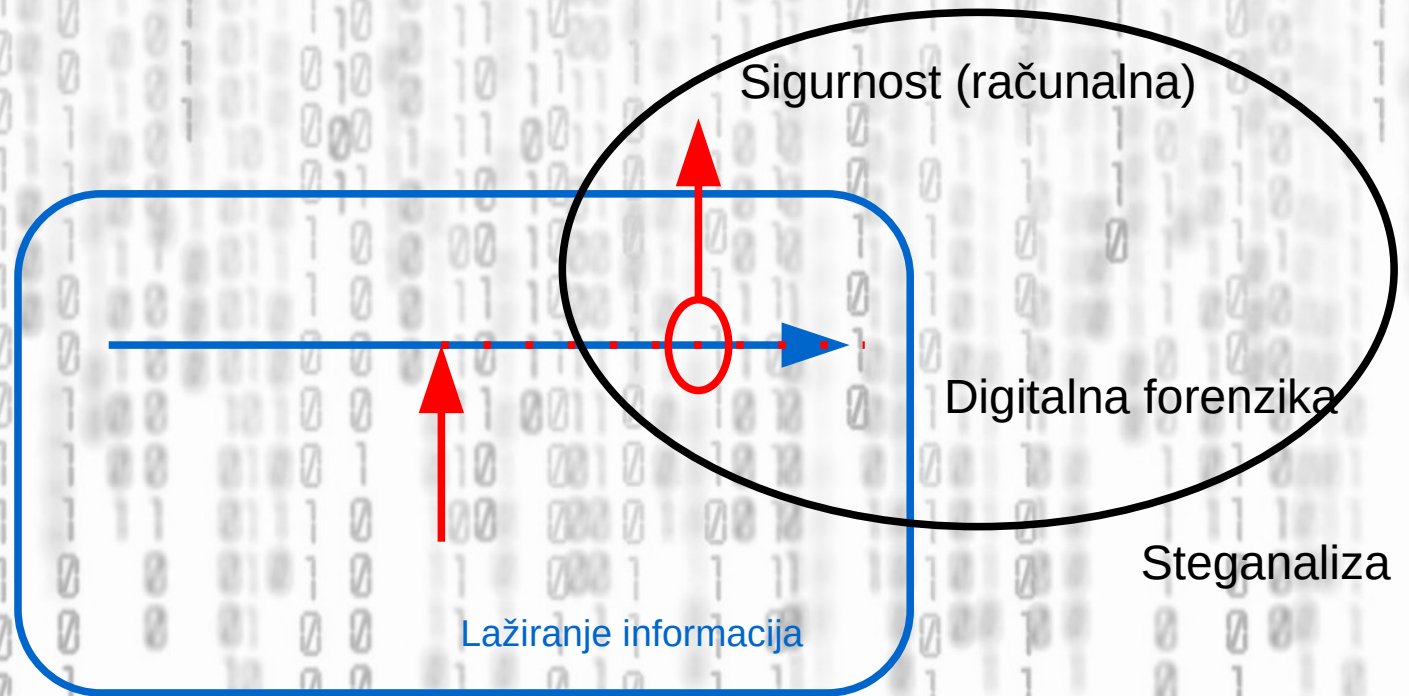 Sigurnost (računalna)
Digitalna forenzika
Steganaliza
Lažiranje informacija